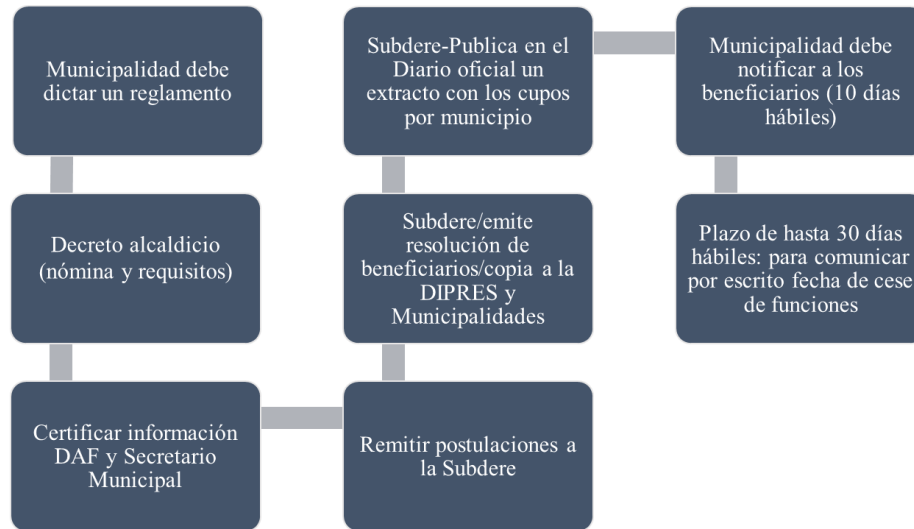 Municipalidad debe
dictar un reglamento
Decreto alcaldicio
(nómina y requisitos)
Certificar información
DAF y Secretario
Municipal
Remitir postulaciones a
la Subdere
Subdere/emite
resolución de
beneficiarios/copia a la
DIPRES y
Municipalidades
Subdere-Publica en el
Diario oficial un
extracto con los cupos
por municipio
Municipalidad debe
notificar a los
beneficiarios (10 días
hábiles)
Plazo de hasta 30 días
hábiles: para comunicar
por escrito fecha de cese
de funciones